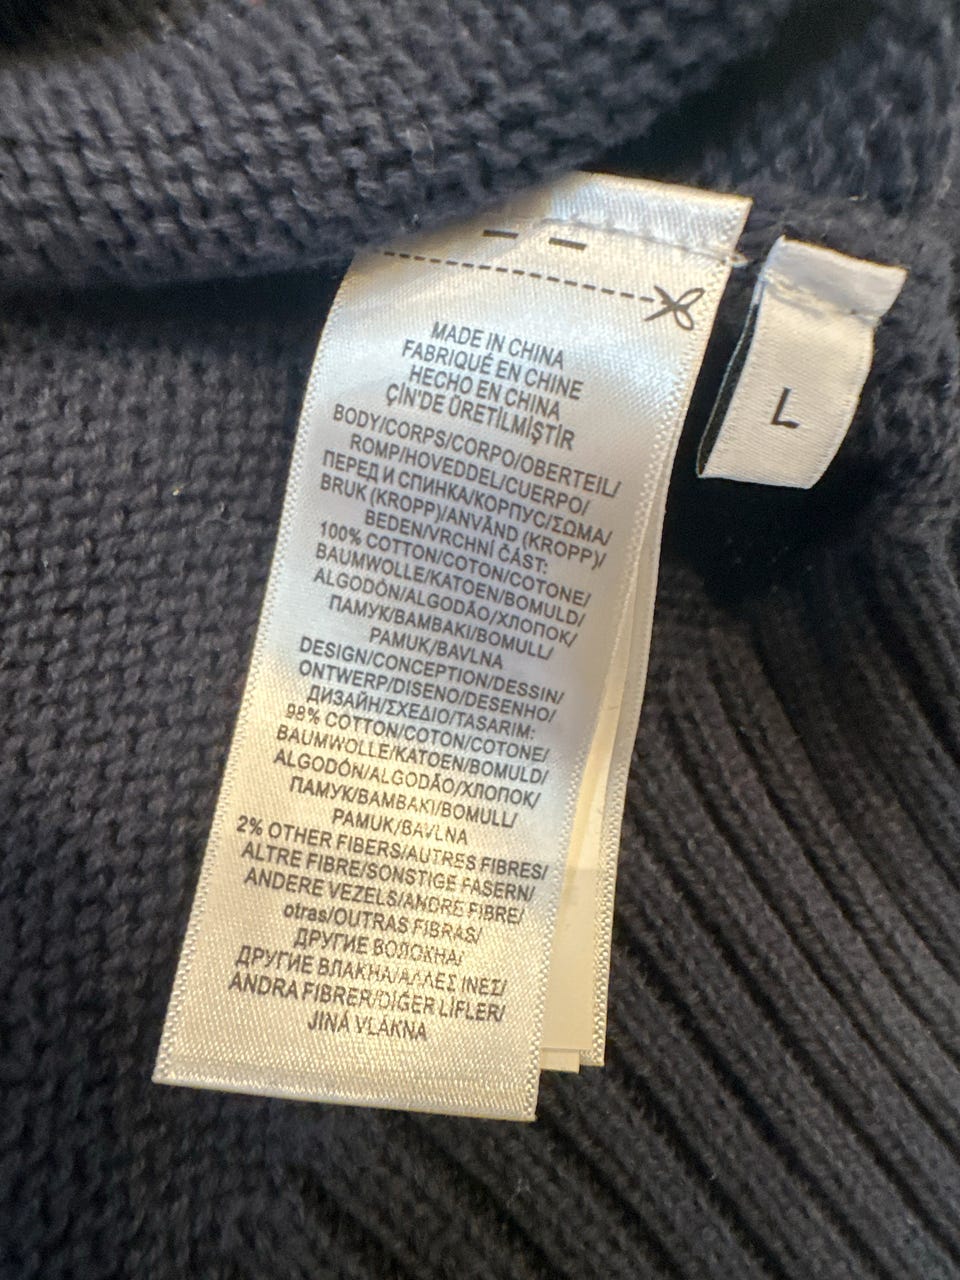 MADE IN CHINA
FABRIQUÉ EN CHINE
HECHO EN CHINA
ÇİN'DE ÜRETİLMİŞTİR
BODY/CORPS/CORPO/OBERTEIL/
ROMP/HOVEDDEL/CUERPO/
ПЕРЕД И СПИНКА/КОРПУС/ΣΩΜΑ/
BRUK (KROPP)/ANVÄND (KROPP)/
BEDEN/VRCHNÍ ČÁST:
100% COTTON/COTON/COTONE/
BAUMWOLLE/KATOEN/BOMULD/
ALGODÓN/ALGODÃO/ХЛОПОК/
ПАМУК/ΒΑΜΒΑΚΙ/BOMULL/
PAMUK/BAVLNA
DESIGN/CONCEPTION/DESSIN/
ONTWERP/DISENO/DESENHO/
ДИЗАЙН/ΣΧΕΔΙΟ/TASARIM:
98% COTTON/COTON/COTONE/
BAUMWOLLE/KATOEN/BOMULD/
ALGODÓN/ALGODÃO/ХЛОПОК/
ПАМУК/ΒΑΜΒΑΚΙ/BOMULL/
PAMUK/BAVLNA
2% OTHER FIBERS/AUTRES FIBRES/
ALTRE FIBRE/SONSTIGE FASERN/
ANDERE VEZELS/ANDRE FIBRE/
otras/OUTRAS FIBRAS/
ДРУГИЕ ВОЛОКНА/
ДРУГИЕ ВЛАКНА/ΑΛΛΕΣ ΙΝΕΣ/
ANDRA FIBRER/DİĞER LİFLER/
JINÁ VLÁKNA
L